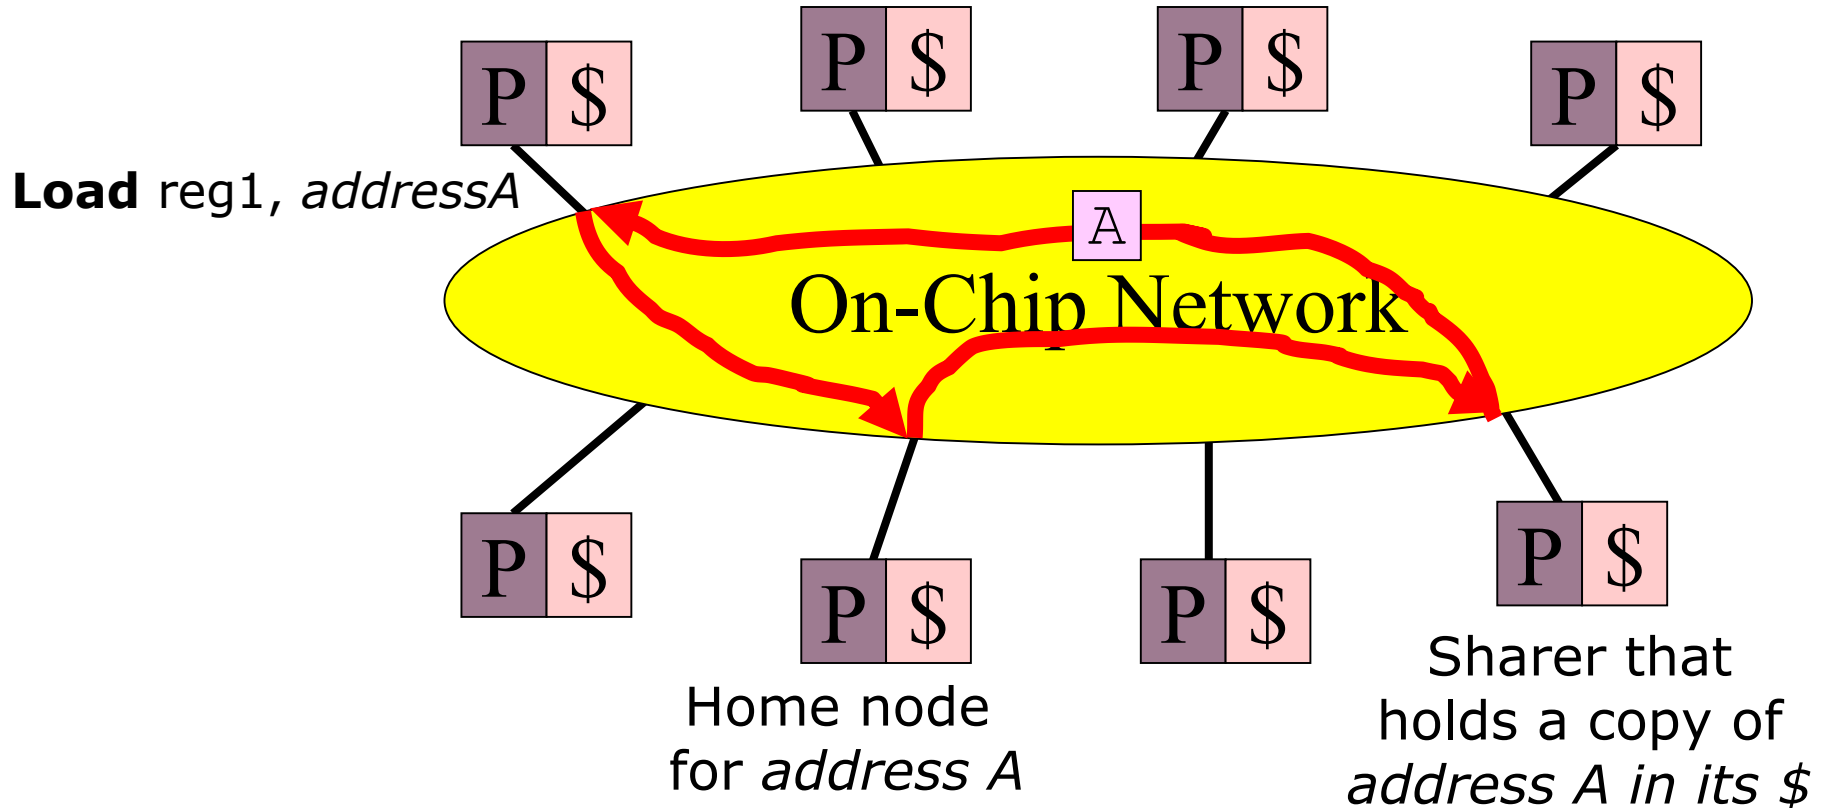 P $
P $
P $
P $
Load reg1, addressA
A
On-Chip Network
P $
P $
P $
P $
Home node
for address A
Sharer that
holds a copy of
address A in its $